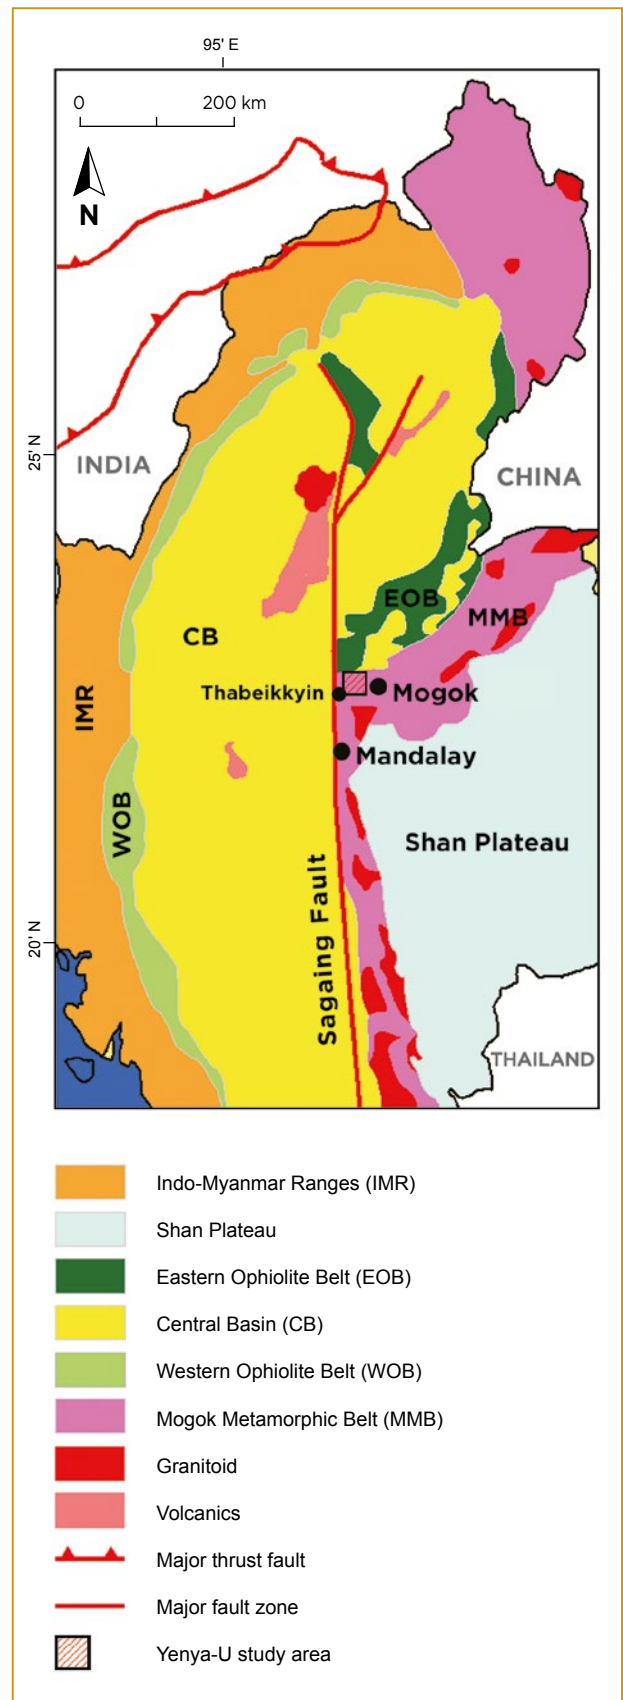 95' E
0 200 km
N
25' N
INDIA
CHINA
EOB
MMB
CB
IMR
Thabeikkyin
Mogok
Mandalay
WOB
Shan Plateau
Sagaing Fault
20' N
THAILAND
Indo-Myanmar Ranges (IMR)
Shan Plateau
Eastern Ophiolite Belt (EOB)
Central Basin (CB)
Western Ophiolite Belt (WOB)
Mogok Metamorphic Belt (MMB)
Granitoid
Volcanics
Major thrust fault
Major fault zone
Yenya-U study area